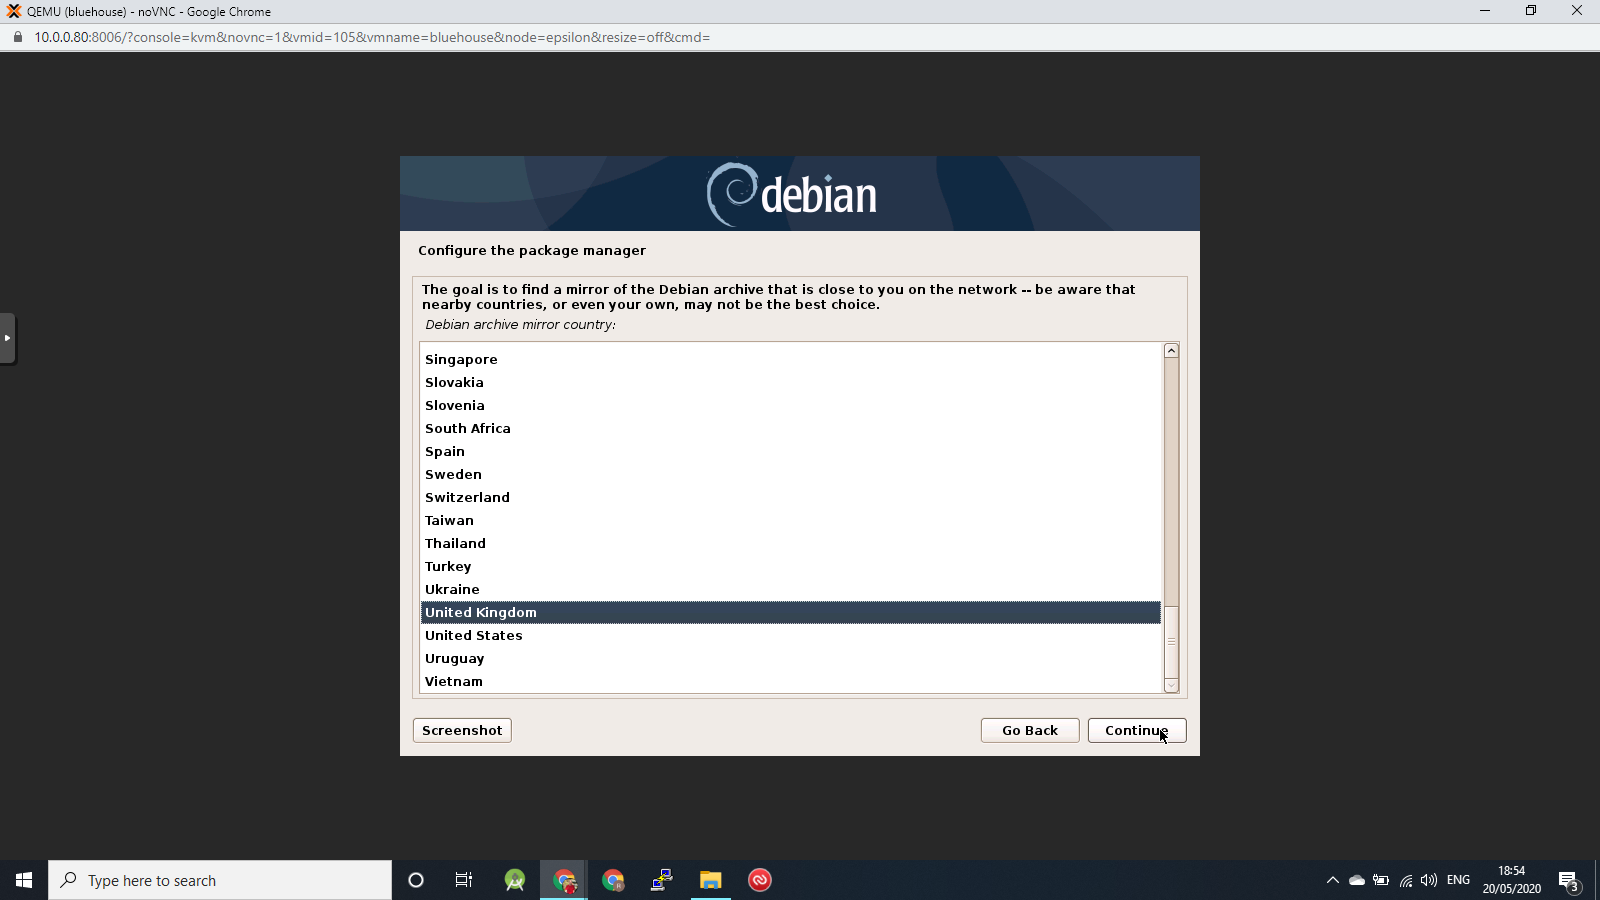 QEMU (bluehouse) - noVNC - Google Chrome
10.0.0.80:8006/?console=kvm&novnc=1&vmid=105&vmname=bluehouse&node=epsilon&resize=off&cmd=
debian
Configure the package manager
The goal is to find a mirror of the Debian archive that is close to you on the network -- be aware that
nearby countries, or even your own, may not be the best choice.
Debian archive mirror country:
Singapore
Slovakia
Slovenia
South Africa
Spain
Sweden
Switzerland
Taiwan
Thailand
Turkey
Ukraine
United Kingdom
United States
Uruguay
Vietnam
Screenshot
Go Back
Continue
Type here to search
ENG
18:54
20/05/2020
3